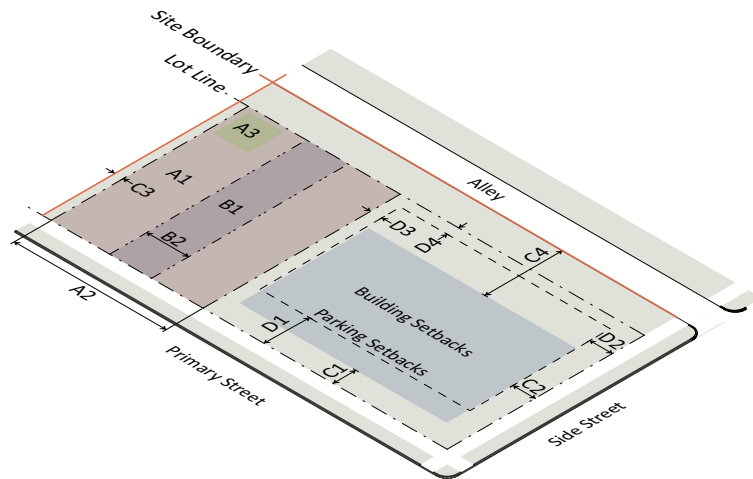 Site Boundary
Lot Line
A3
A1
C3
B1
B2
A2
Alley
D3
D4
C4
Building Setbacks
Parking Setbacks
D1
D2
C1
C2
Primary Street
Side Street